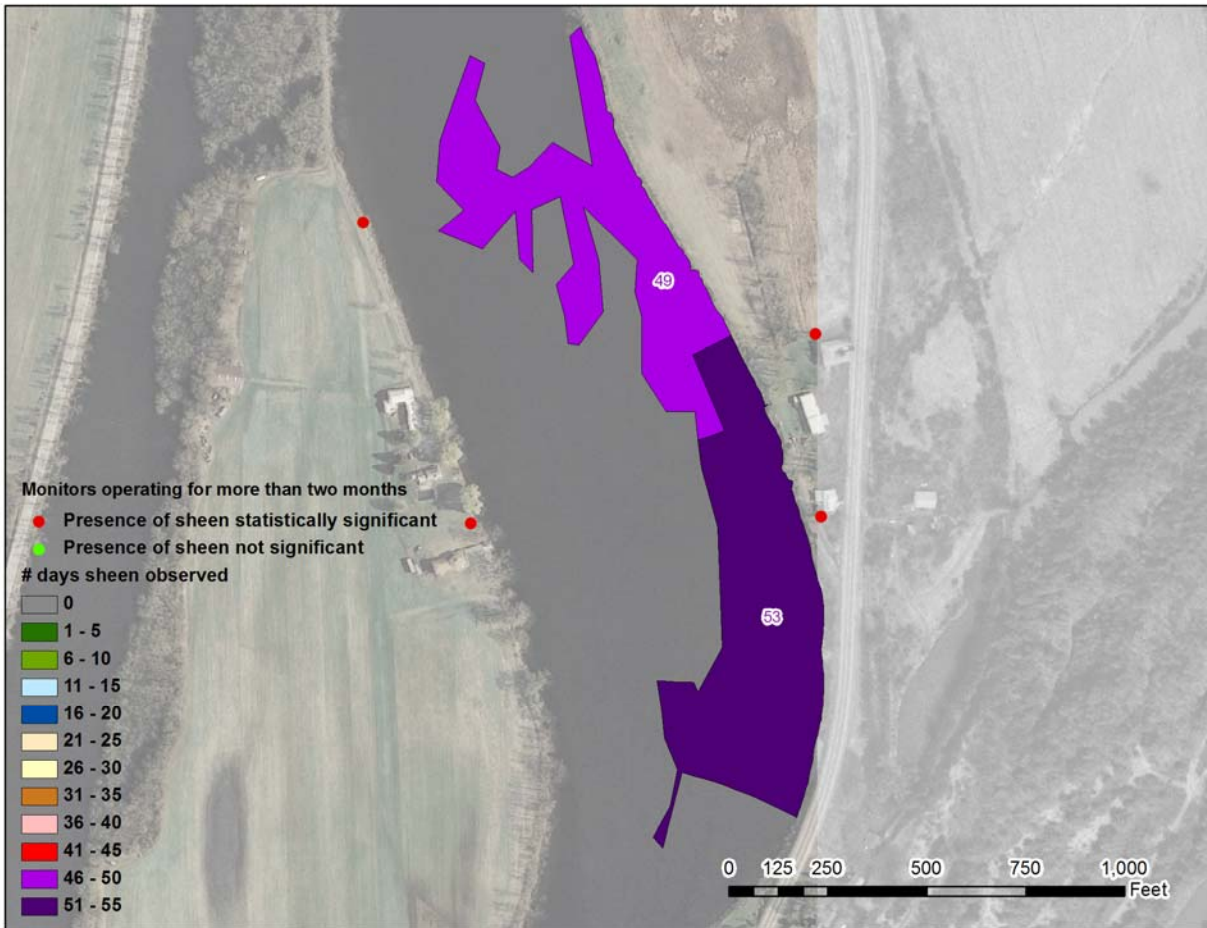 49
53
Monitors operating for more than two months
Presence of sheen statistically significant
Presence of sheen not significant
# days sheen observed
0
1 - 5
6 - 10
11 - 15
16 - 20
21 - 25
26 - 30
31 - 35
36 - 40
41 - 45
46 - 50
51 - 55
0 125 250 500 750 1,000
Feet